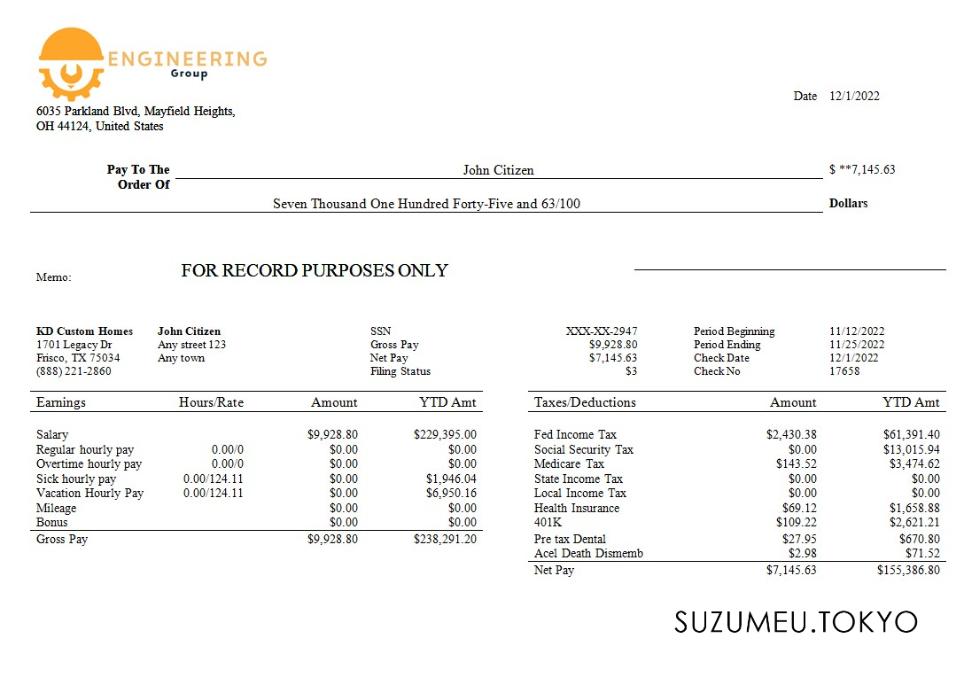 ENGINEERING
Group
6035 Parkland Blvd, Mayfield Heights,
OH 44124, United States
Date 12/1/2022
Pay To The Order Of John Citizen $ **7,145.63
Seven Thousand One Hundred Forty-Five and 63/100 Dollars
Memo: FOR RECORD PURPOSES ONLY
KD Custom Homes John Citizen SSN XXX-XX-2947 Period Beginning 11/12/2022
1701 Legacy Dr Any street 123 Gross Pay $9,928.80 Period Ending 11/25/2022
Frisco, TX 75034 Any town Net Pay $7,145.63 Check Date 12/1/2022
(888) 221-2860 Filing Status $3 Check No 17658
Earnings Hours/Rate Amount YTD Amt Taxes/Deductions Amount YTD Amt
Salary $9,928.80 $229,395.00 Fed Income Tax $2,430.38 $61,391.40
Regular hourly pay 0.00/0 $0.00 $0.00 Social Security Tax $0.00 $13,015.94
Overtime hourly pay 0.00/0 $0.00 $0.00 Medicare Tax $143.52 $3,474.62
Sick hourly pay 0.00/124.11 $0.00 $1,946.04 State Income Tax $0.00 $0.00
Vacation Hourly Pay 0.00/124.11 $0.00 $6,950.16 Local Income Tax $0.00 $0.00
Mileage $0.00 $0.00 Health Insurance $69.12 $1,658.88
Bonus $0.00 $0.00 401K $109.22 $2,621.21
Gross Pay $9,928.80 $238,291.20 Pre tax Dental $27.95 $670.80
Acel Death Dismemb $2.98 $71.52
Net Pay $7,145.63 $155,386.80
SUZUMEU.TOKYO